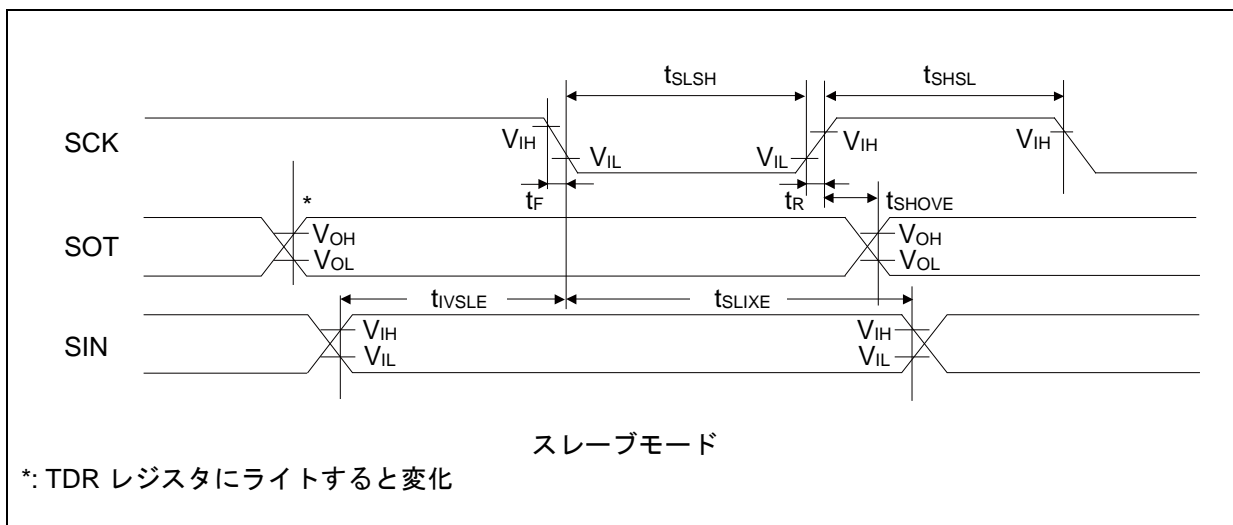 tSLSH tSHSL
SCK VIH VIL VIL VIH VIH
tF tR tSHOVE
*
SOT VOH VOH
VOL VOL
tIVSLE tSLIXE
SIN VIH VIH
VIL VIL
スレーブモード
*: TDR レジスタにライトすると変化